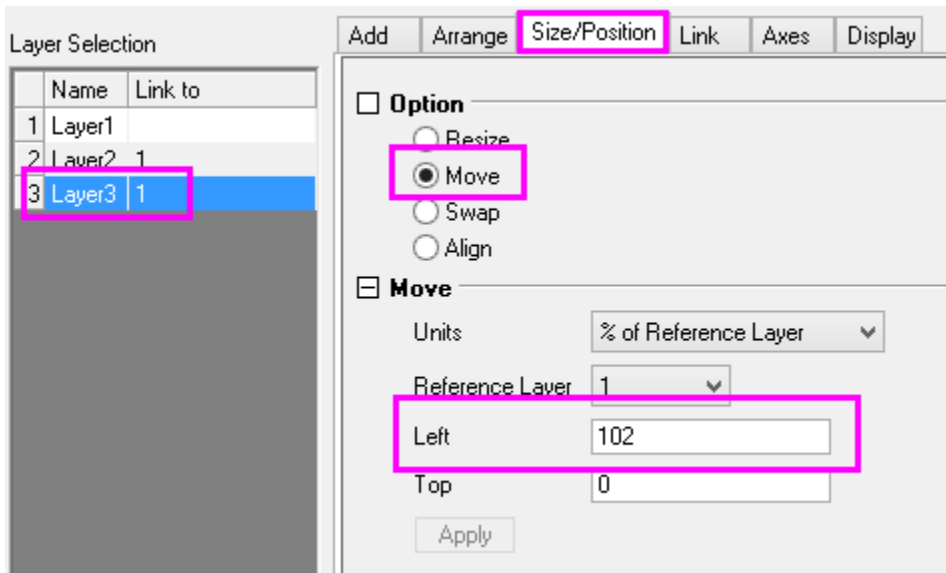 Layer Selection
Name Link to
1 Layer1
2 Layer2 1
3 Layer3 1
Add Arrange Size/Position Link Axes Display
Option
Resize
Move
Swap
Align
Move
Units % of Reference Layer
Reference Layer 1
Left 102
Top 0
Apply